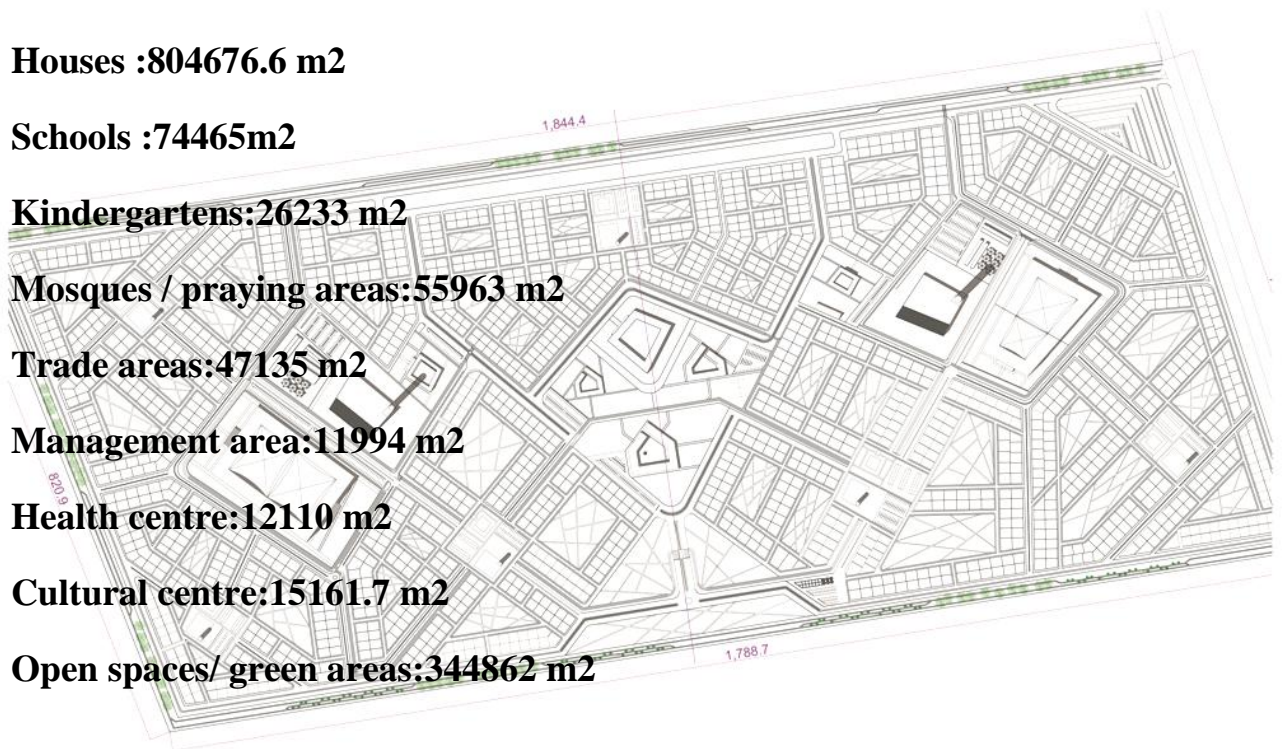 Houses :804676.6 m2
1,844.4
Schools :74465m2
Kindergartens:26233 m2
Mosques / praying areas:55963 m2
Trade areas:47135 m2
Management area:11994 m2
820.9
Health centre:12110 m2
Cultural centre:15161.7 m2
Open spaces/ green areas:344862 m2
1,788.7